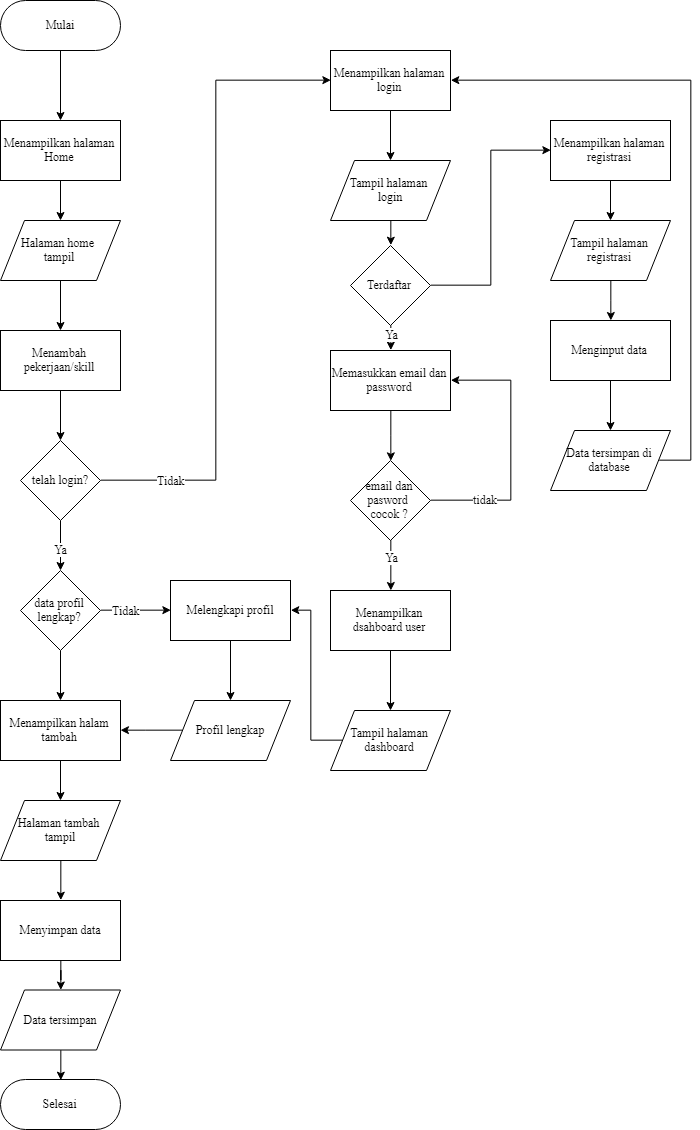 Mulai
Menampilkan halaman
Home
Halaman home
tampil
Menambah
pekerjaan/skill
telah login?
Tidak
Ya
data profil
lengkap?
Tidak
Melengkapi profil
Profil lengkap
Menampilkan halam
tambah
Halaman tambah
tampil
Menyimpan data
Data tersimpan
Selesai
Menampilkan halaman
login
Tampil halaman
login
Terdaftar
Ya
Memasukkan email dan
password
email dan
pasword
cocok ?
tidak
Ya
Menampilkan
dsahboard user
Tampil halaman
dashboard
Menampilkan halaman
registrasi
Tampil halaman
registrasi
Menginput data
Data tersimpan di
database